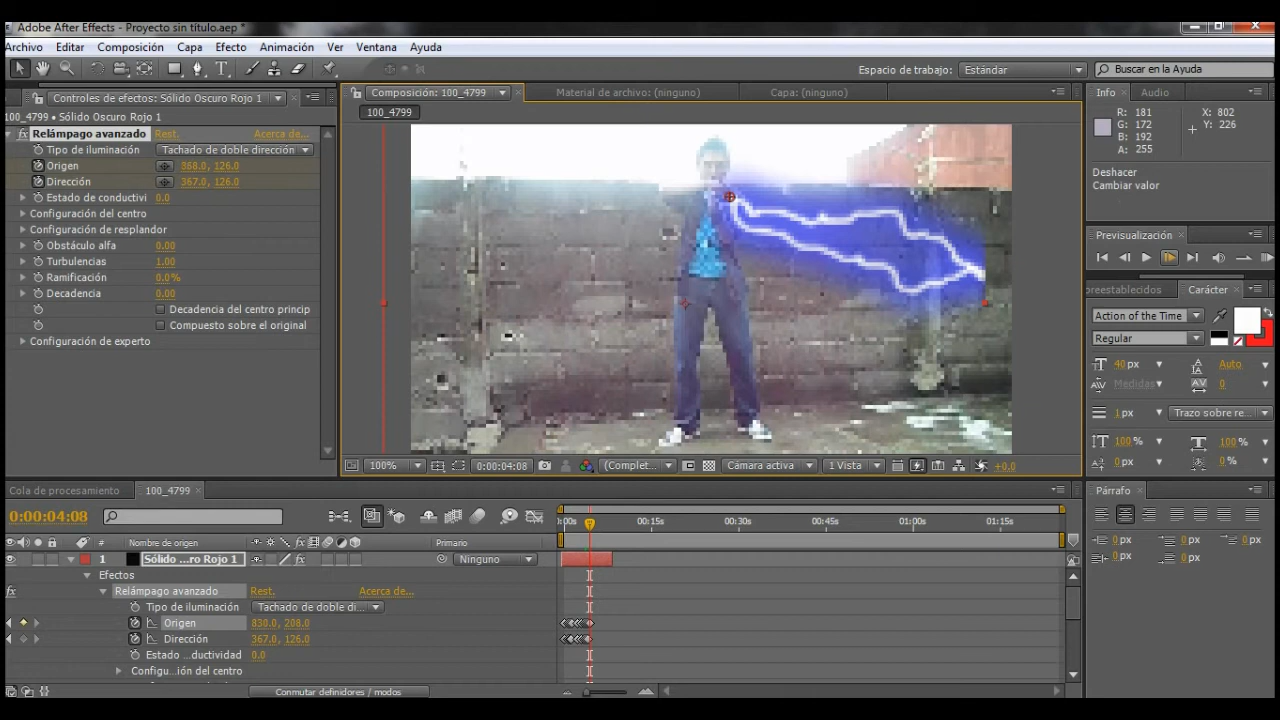 Adobe After Effects - Proyecto sin título.aep *
Archivo Editar Composición Capa Efecto Animación Ver Ventana Ayuda
Espacio de trabajo: Estándar Buscar en la Ayuda
Controles de efectos: Sólido Oscuro Rojo 1
Composición: 100_4799
Material de archivo: (ninguno)
Capa: (ninguno)
Info Audio
100_4799 • Sólido Oscuro Rojo 1
100_4799
R: 181
G: 172
B: 192
A: 255
X: 802
Y: 226
Deshacer
Cambiar valor
Relámpago avanzado Rest. Acerca de...
Tipo de iluminación Tachado de doble dirección
Origen 368.0, 126.0
Dirección 367.0, 126.0
Estado de conductivi 0.0
Configuración del centro
Configuración de resplandor
Obstáculo alfa 0.00
Turbulencias 1.00
Ramificación 0.0%
Decadencia 0.00
Decadencia del centro princip
Compuesto sobre el original
Configuración de experto
Previsualización
preestablecidos Carácter
Action of the Time
Regular
40 px Auto
Medidas 0
1 px Trazo sobre re...
100 % 100 %
0 px 0 %
100% 0:00:04:08 (Complet... Cámara activa 1 Vista +0.0
Cola de procesamiento 100_4799
Párrafo
0 px 0 px 0 px
0 px 0 px
0:00:04:08
:00s 00:15s 00:30s 00:45s 01:00s 01:15s
# Nombre de origen Primario
1 Sólido ...ro Rojo 1 Ninguno
Efectos
Relámpago avanzado Rest. Acerca de...
Tipo de iluminación Tachado de doble di...
Origen 830.0, 208.0
Dirección 367.0, 126.0
Estado ...ductividad 0.0
Configu...ión del centro
Conmutar definidores / modos